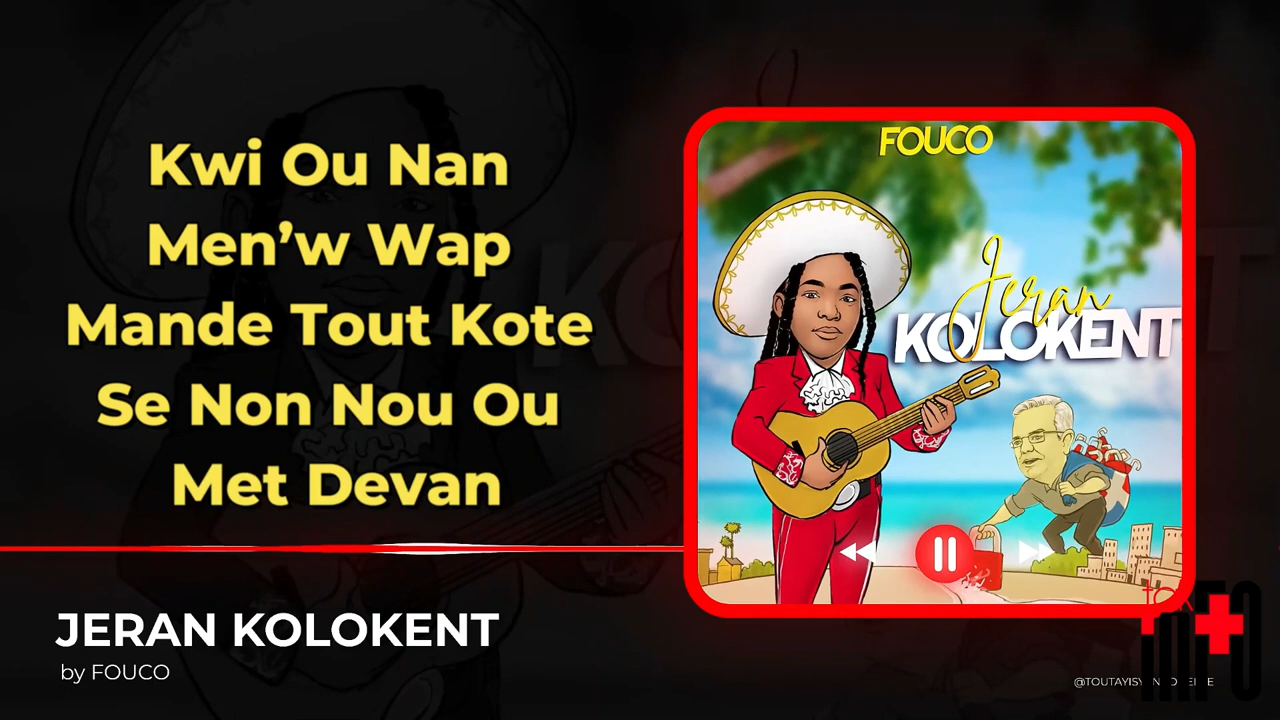 Kwi Ou Nan
Men’w Wap
Mande Tout Kote
Se Non Nou Ou
Met Devan
JERAN KOLOKENT
by FOUCO
FOUCO
Jeran
KOLOKENT
INFO